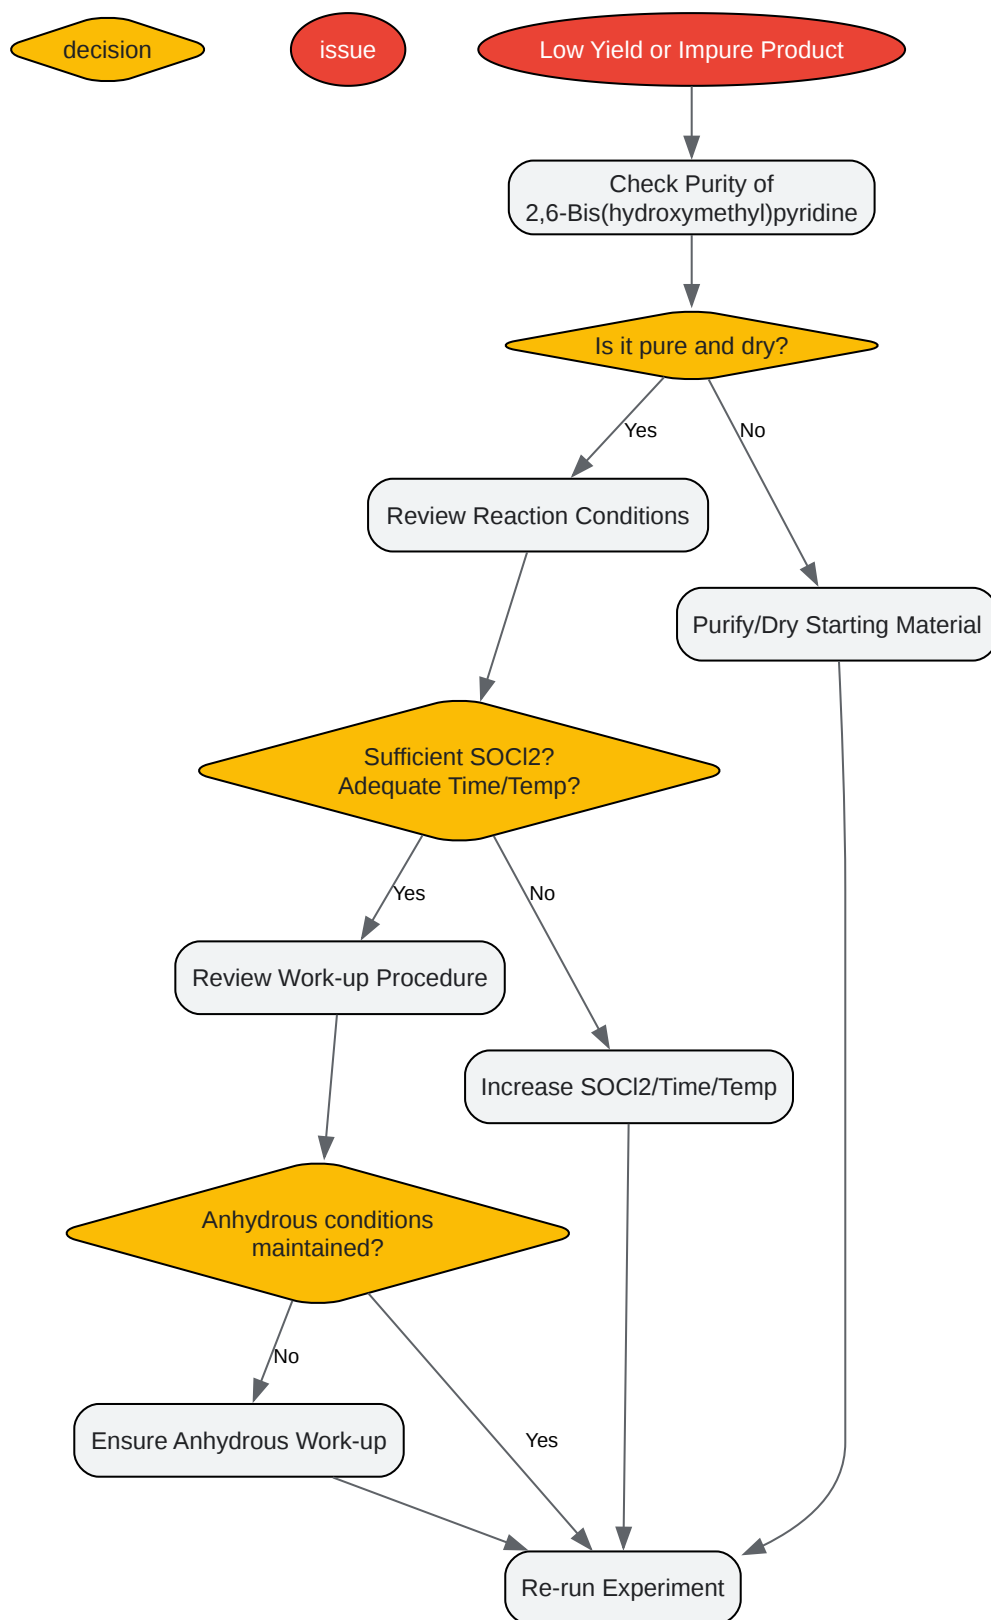 decision
issue
Low Yield or Impure Product
Check Purity of
2,6-Bis(hydroxymethyl)pyridine
Is it pure and dry?
Yes
No
Review Reaction Conditions
Purify/Dry Starting Material
Sufficient SOCl2?
Adequate Time/Temp?
Yes
No
Review Work-up Procedure
Increase SOCl2/Time/Temp
Anhydrous conditions
maintained?
No
Yes
Ensure Anhydrous Work-up
Re-run Experiment